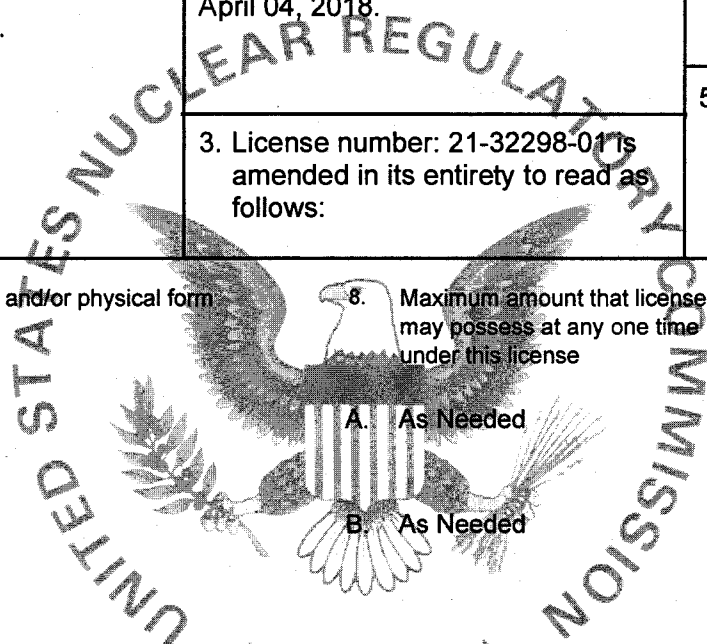 April 04, 2018.
5
3. License number: 21-32298-01 is
amended in its entirety to read as
follows:
and/or physical form
8. Maximum amount that license
may possess at any one time
under this license
A. As Needed
B. As Needed
UNITED STATES NUCLEAR REGULATORY COMMISSION